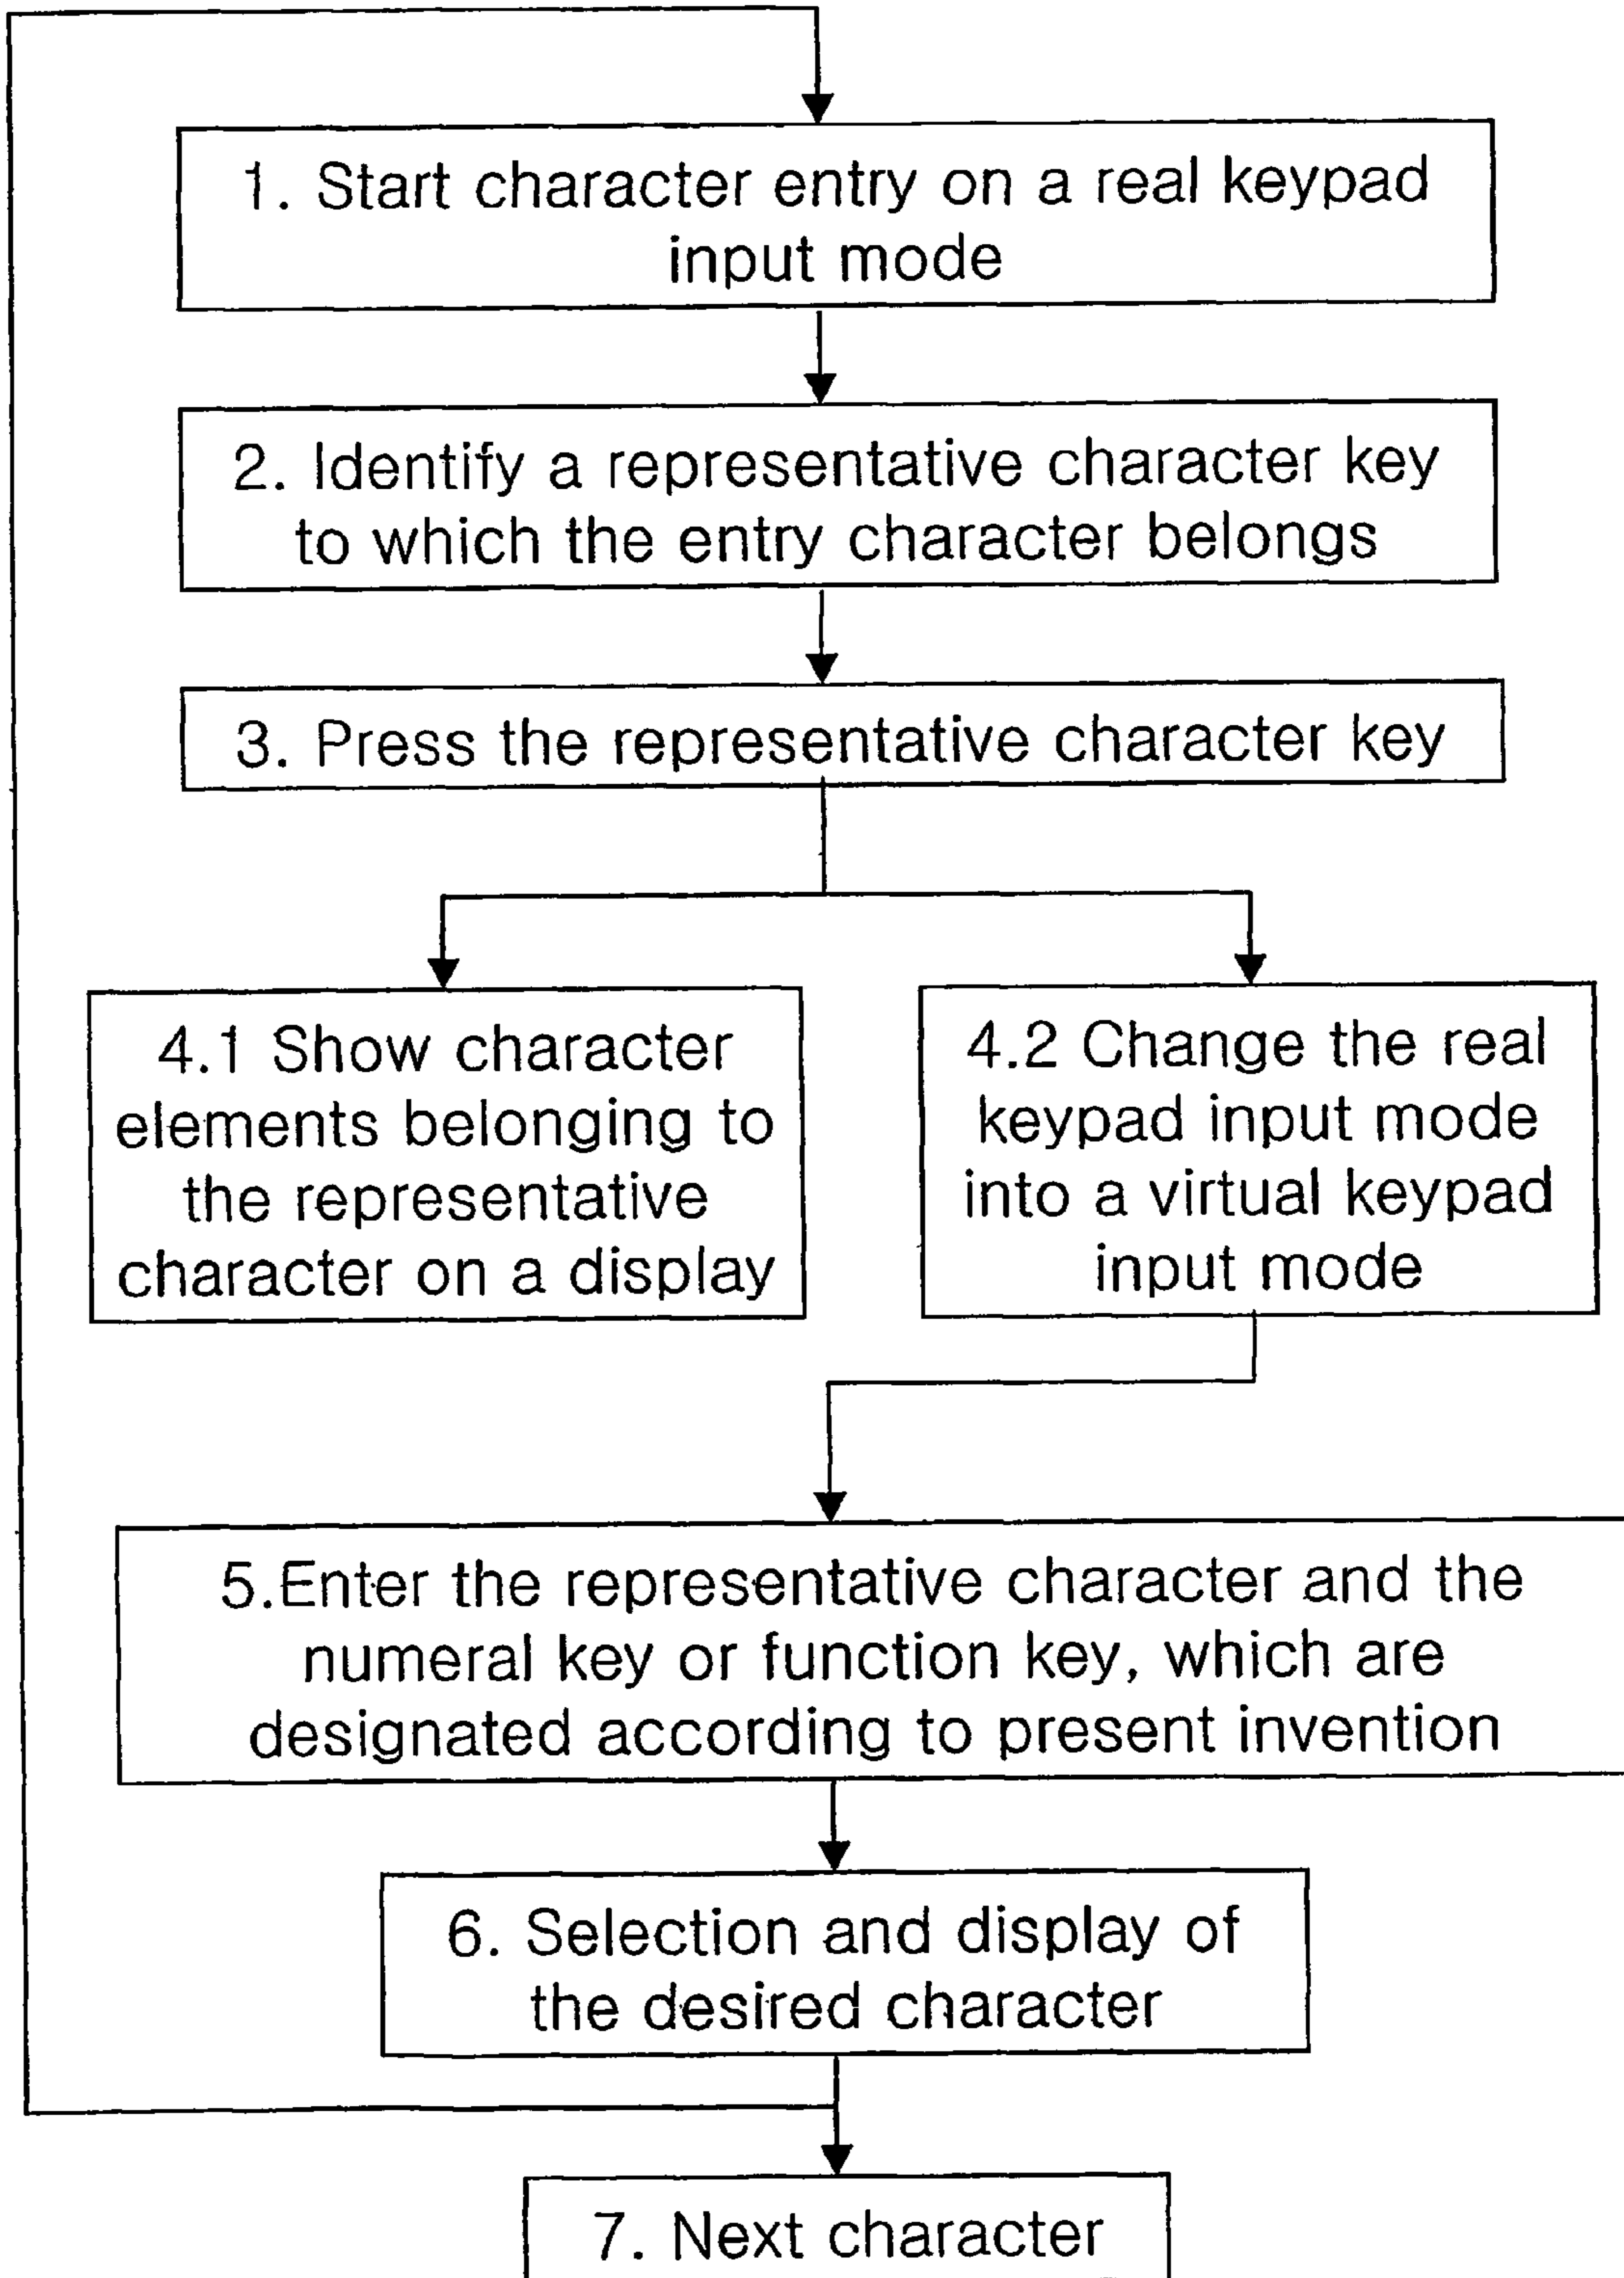 1. Start character entry on a real keypad
input mode
2. Identify a representative character key
to which the entry character belongs
3. Press the representative character key
4.1 Show character
elements belonging to
the representative
character on a display
4.2 Change the real
keypad input mode
into a virtual keypad
input mode
5.Enter the representative character and the
numeral key or function key, which are
designated according to present invention
6. Selection and display of
the desired character
7. Next character